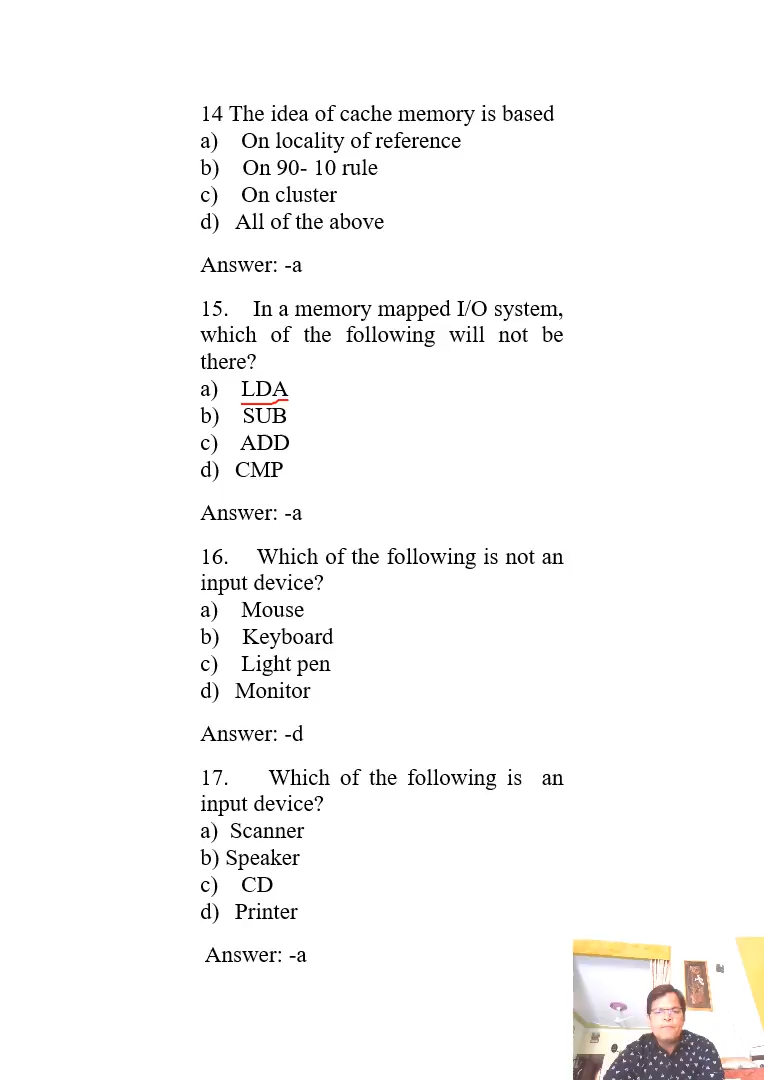 14 The idea of cache memory is based
a) On locality of reference
b) On 90- 10 rule
c) On cluster
d) All of the above
Answer: -a
15. In a memory mapped I/O system,
which of the following will not be
there?
a) LDA
b) SUB
c) ADD
d) CMP
Answer: -a
16. Which of the following is not an
input device?
a) Mouse
b) Keyboard
c) Light pen
d) Monitor
Answer: -d
17. Which of the following is an
input device?
a) Scanner
b) Speaker
c) CD
d) Printer
Answer: -a